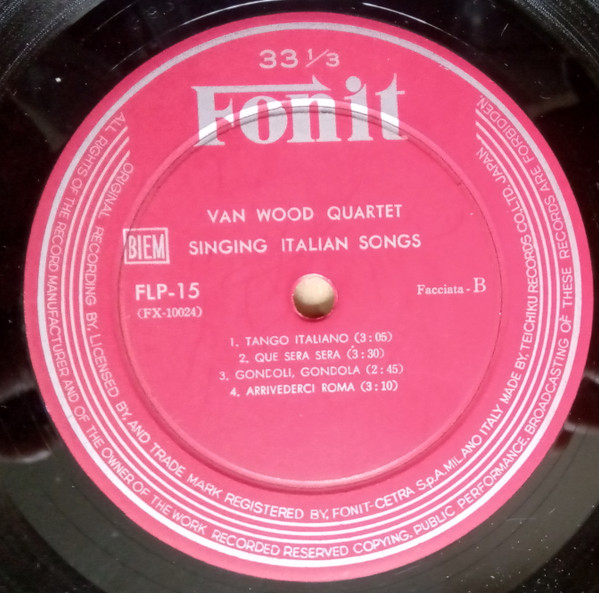 33 1/3
Fonit
VAN WOOD QUARTET
SINGING ITALIAN SONGS
BIEM
FLP-15
(FX-10024)
Facciata - B
1. TANGO ITALIANO (3:05)
2. QUE SERA SERA (3:30)
3. GONDOLI, GONDOLA (2:45)
4. ARRIVEDERCI ROMA (3:10)
ORIGINAL RECORDING BY, LICENSED BY, AND TRADE MARK REGISTERED BY, FONIT-CETRA S.p.A. MILANO ITALY MADE BY, TEICHIKU RECORDS CO., LTD. JAPAN
ALL RIGHTS OF THE RECORD MANUFACTURER AND OF THE OWNER OF THE WORK RECORDED RESERVED COPYING, PUBLIC PERFORMANCE, BROADCASTING OF THESE RECORDS ARE FORBIDDEN